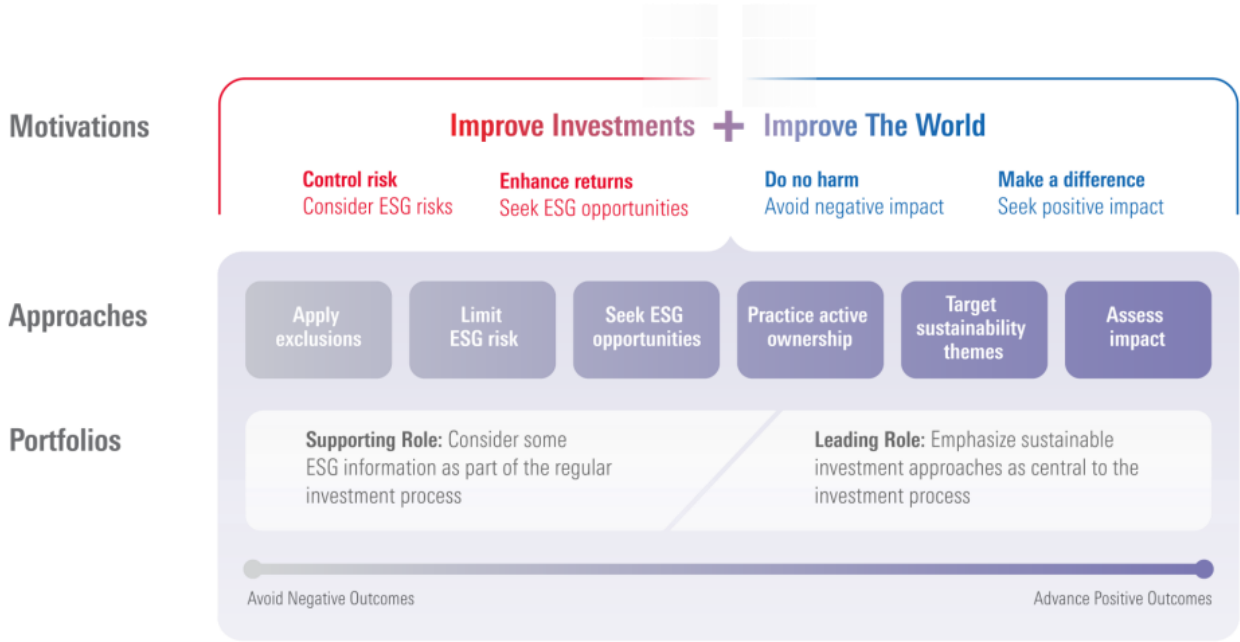 Motivations
Improve Investments + Improve The World
Control risk
Consider ESG risks
Enhance returns
Seek ESG opportunities
Do no harm
Avoid negative impact
Make a difference
Seek positive impact
Approaches
Apply
exclusions
Limit
ESG risk
Seek ESG
opportunities
Practice active
ownership
Target
sustainability
themes
Assess
impact
Portfolios
Supporting Role: Consider some
ESG information as part of the regular
investment process
Leading Role: Emphasize sustainable
investment approaches as central to the
investment process
Avoid Negative Outcomes
Advance Positive Outcomes